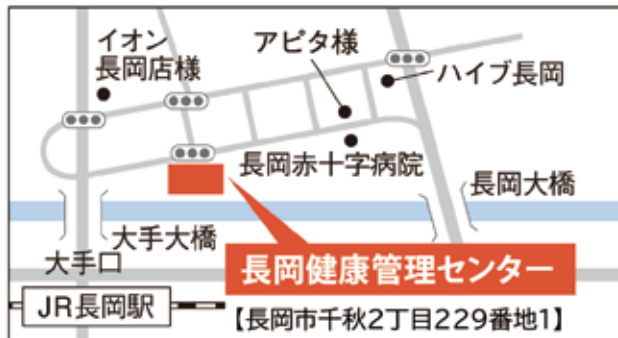 イオン
長岡店様
アピタ様
ハイブ長岡
長岡赤十字病院
長岡大橋
大手大橋
大手口
長岡健康管理センター
JR長岡駅
【長岡市千秋2丁目229番地1】